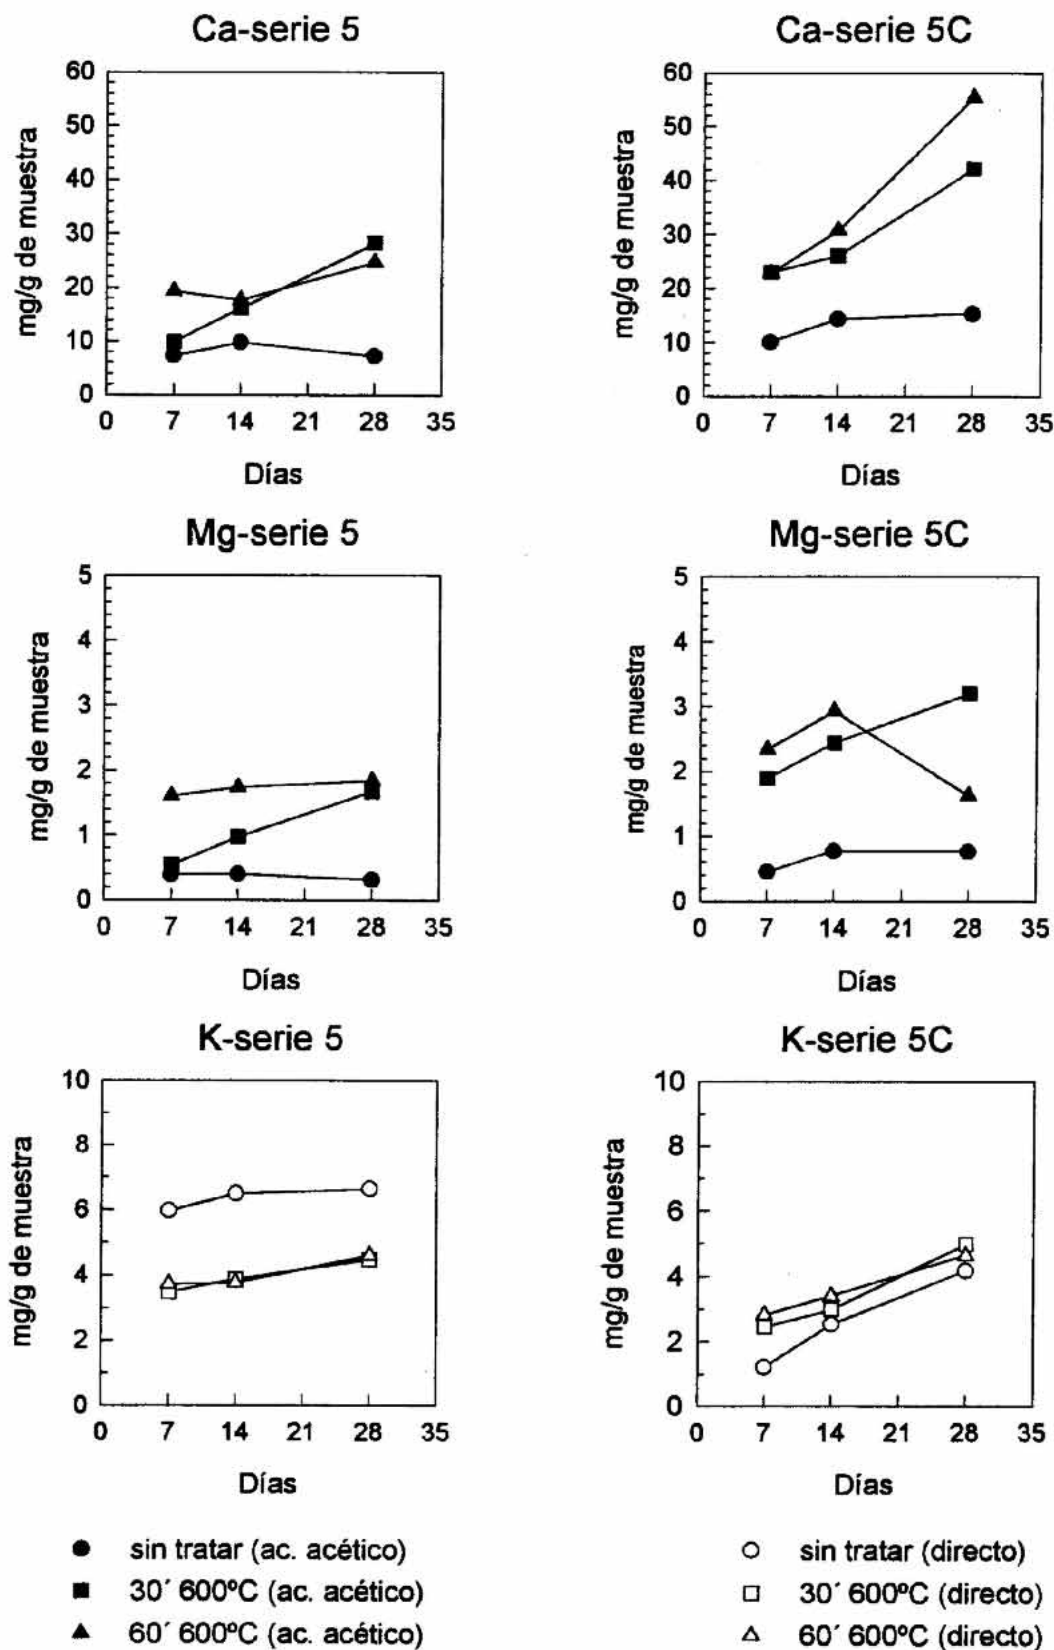 Ca-serie 5
60
50
40
30
20
10
0
mg/g de muestra
0 7 14 21 28 35
Días
Ca-serie 5C
60
50
40
30
20
10
0
mg/g de muestra
0 7 14 21 28 35
Días
Mg-serie 5
5
4
3
2
1
0
mg/g de muestra
0 7 14 21 28 35
Días
Mg-serie 5C
5
4
3
2
1
0
mg/g de muestra
0 7 14 21 28 35
Días
K-serie 5
10
8
6
4
2
0
mg/g de muestra
0 7 14 21 28 35
Días
K-serie 5C
10
8
6
4
2
0
mg/g de muestra
0 7 14 21 28 35
Días
sin tratar (ac. acético)
30´ 600ºC (ac. acético)
60´ 600ºC (ac. acético)
sin tratar (directo)
30´ 600ºC (directo)
60´ 600ºC (directo)